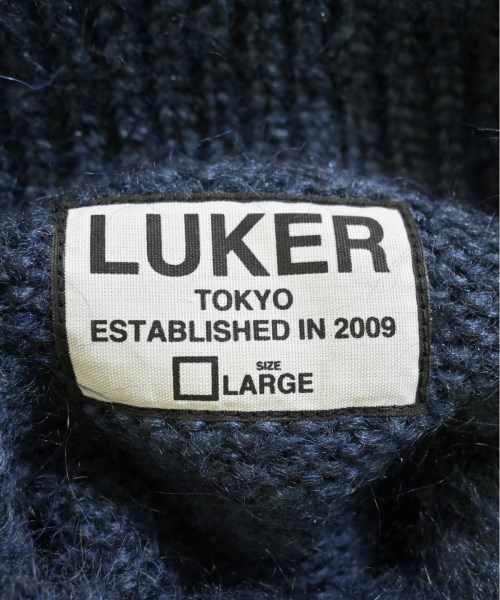 LUKER
TOKYO
ESTABLISHED IN 2009
SIZE
LARGE